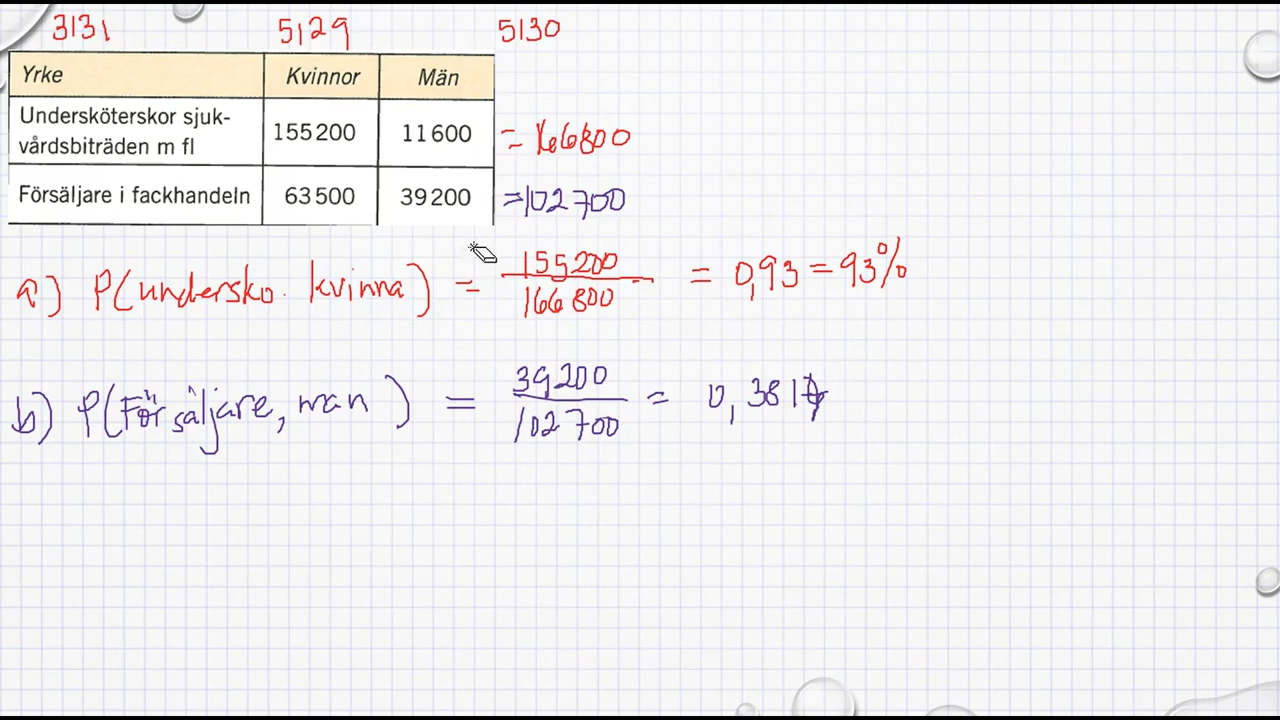 3131 5129 5130
Yrke Kvinnor Män
Undersköterskor sjuk-
vårdsbiträden m fl 155 200 11 600 = 166800
Försäljare i fackhandeln 63 500 39 200 =102700
a) P(undersko. kvinna) = 155200 / 166800 = 0,93 = 93%
b) P(Försäljare, man) = 39200 / 102700 = 0,381